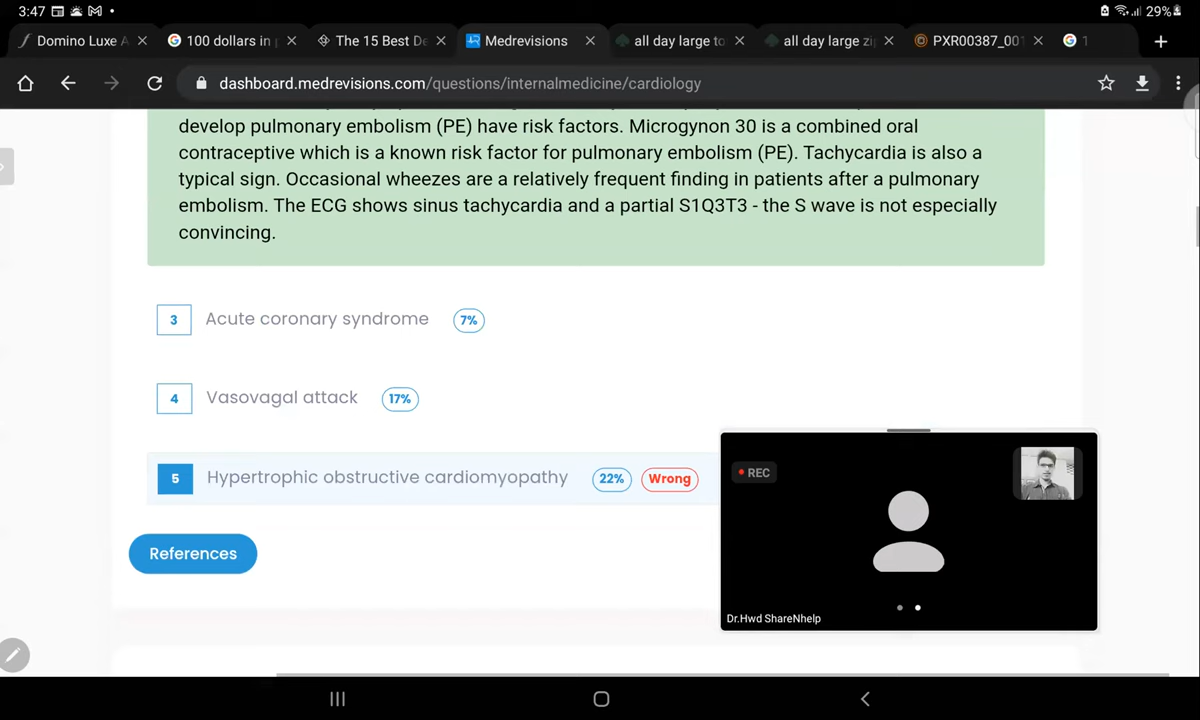 3:47
29%
Domino Luxe A
100 dollars in
The 15 Best De
Medrevisions
all day large to
all day large zi
PXR00387_001
1
dashboard.medrevisions.com/questions/internalmedicine/cardiology
develop pulmonary embolism (PE) have risk factors. Microgynon 30 is a combined oral
contraceptive which is a known risk factor for pulmonary embolism (PE). Tachycardia is also a
typical sign. Occasional wheezes are a relatively frequent finding in patients after a pulmonary
embolism. The ECG shows sinus tachycardia and a partial S1Q3T3 - the S wave is not especially
convincing.
3 Acute coronary syndrome 7%
4 Vasovagal attack 17%
5 Hypertrophic obstructive cardiomyopathy 22% Wrong
REC
References
Dr.Hwd ShareNhelp